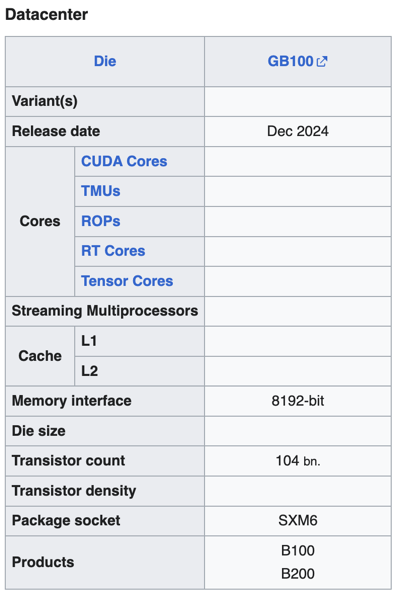 Datacenter
Die GB100
Variant(s)
Release date Dec 2024
Cores
CUDA Cores
TMUs
ROPs
RT Cores
Tensor Cores
Streaming Multiprocessors
Cache
L1
L2
Memory interface 8192-bit
Die size
Transistor count 104 bn.
Transistor density
Package socket SXM6
Products
B100
B200